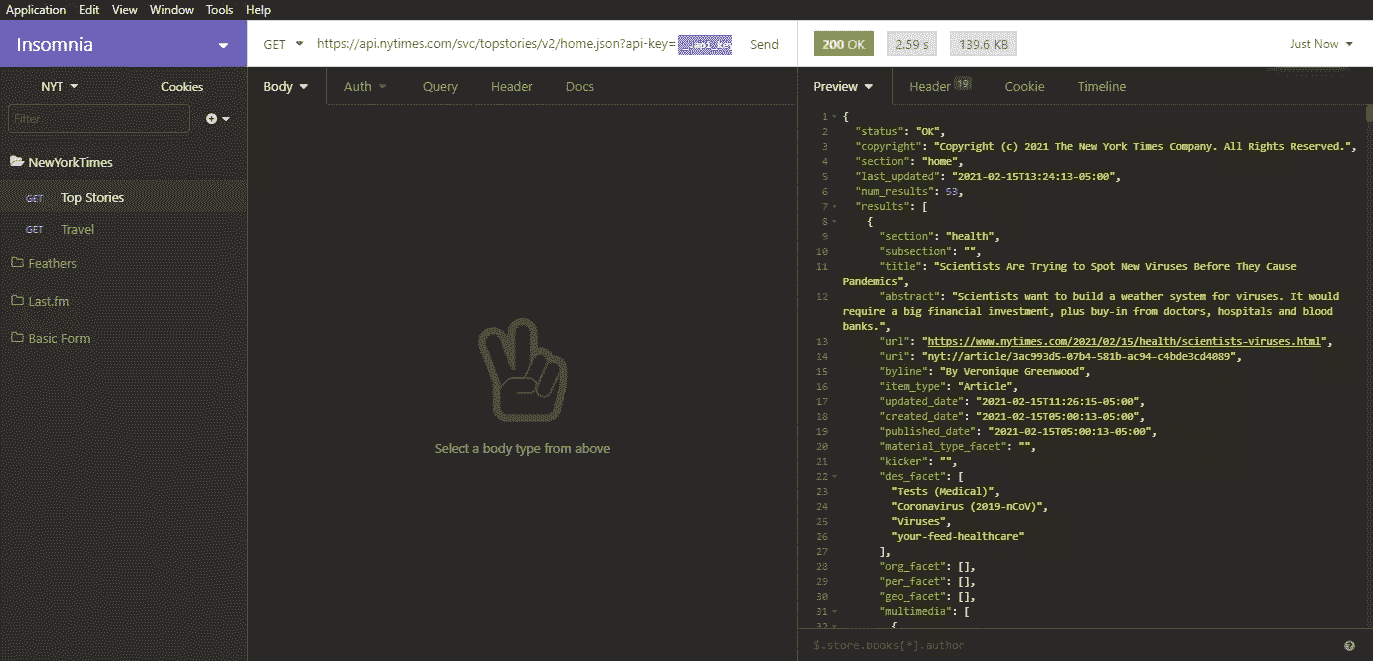 Application Edit View Window Tools Help
Insomnia
GET https://api.nytimes.com/svc/topstories/v2/home.json?api-key= _.api_key Send
200 OK 2.59 s 139.6 KB Just Now
NYT Cookies
Filter
NewYorkTimes
GET Top Stories
GET Travel
Feathers
Last.fm
Basic Form
Body Auth Query Header Docs
Select a body type from above
Preview Header 19 Cookie Timeline
1 {
2 "status": "OK",
3 "copyright": "Copyright (c) 2021 The New York Times Company. All Rights Reserved.",
4 "section": "home",
5 "last_updated": "2021-02-15T13:24:13-05:00",
6 "num_results": 53,
7 "results": [
8 {
9 "section": "health",
10 "subsection": "",
11 "title": "Scientists Are Trying to Spot New Viruses Before They Cause
Pandemics",
12 "abstract": "Scientists want to build a weather system for viruses. It would
require a big financial investment, plus buy-in from doctors, hospitals and blood
banks.",
13 "url": "https://www.nytimes.com/2021/02/15/health/scientists-viruses.html",
14 "uri": "nyt://article/3ac993d5-07b4-581b-ac94-c4bde3cd4089",
15 "byline": "By Veronique Greenwood",
16 "item_type": "Article",
17 "updated_date": "2021-02-15T11:26:15-05:00",
18 "created_date": "2021-02-15T05:00:13-05:00",
19 "published_date": "2021-02-15T05:00:13-05:00",
20 "material_type_facet": "",
21 "kicker": "",
22 "des_facet": [
23 "Tests (Medical)",
24 "Coronavirus (2019-nCoV)",
25 "Viruses",
26 "your-feed-healthcare"
27 ],
28 "org_facet": [],
29 "per_facet": [],
30 "geo_facet": [],
31 "multimedia": [
32 {
$.store.books[*].author